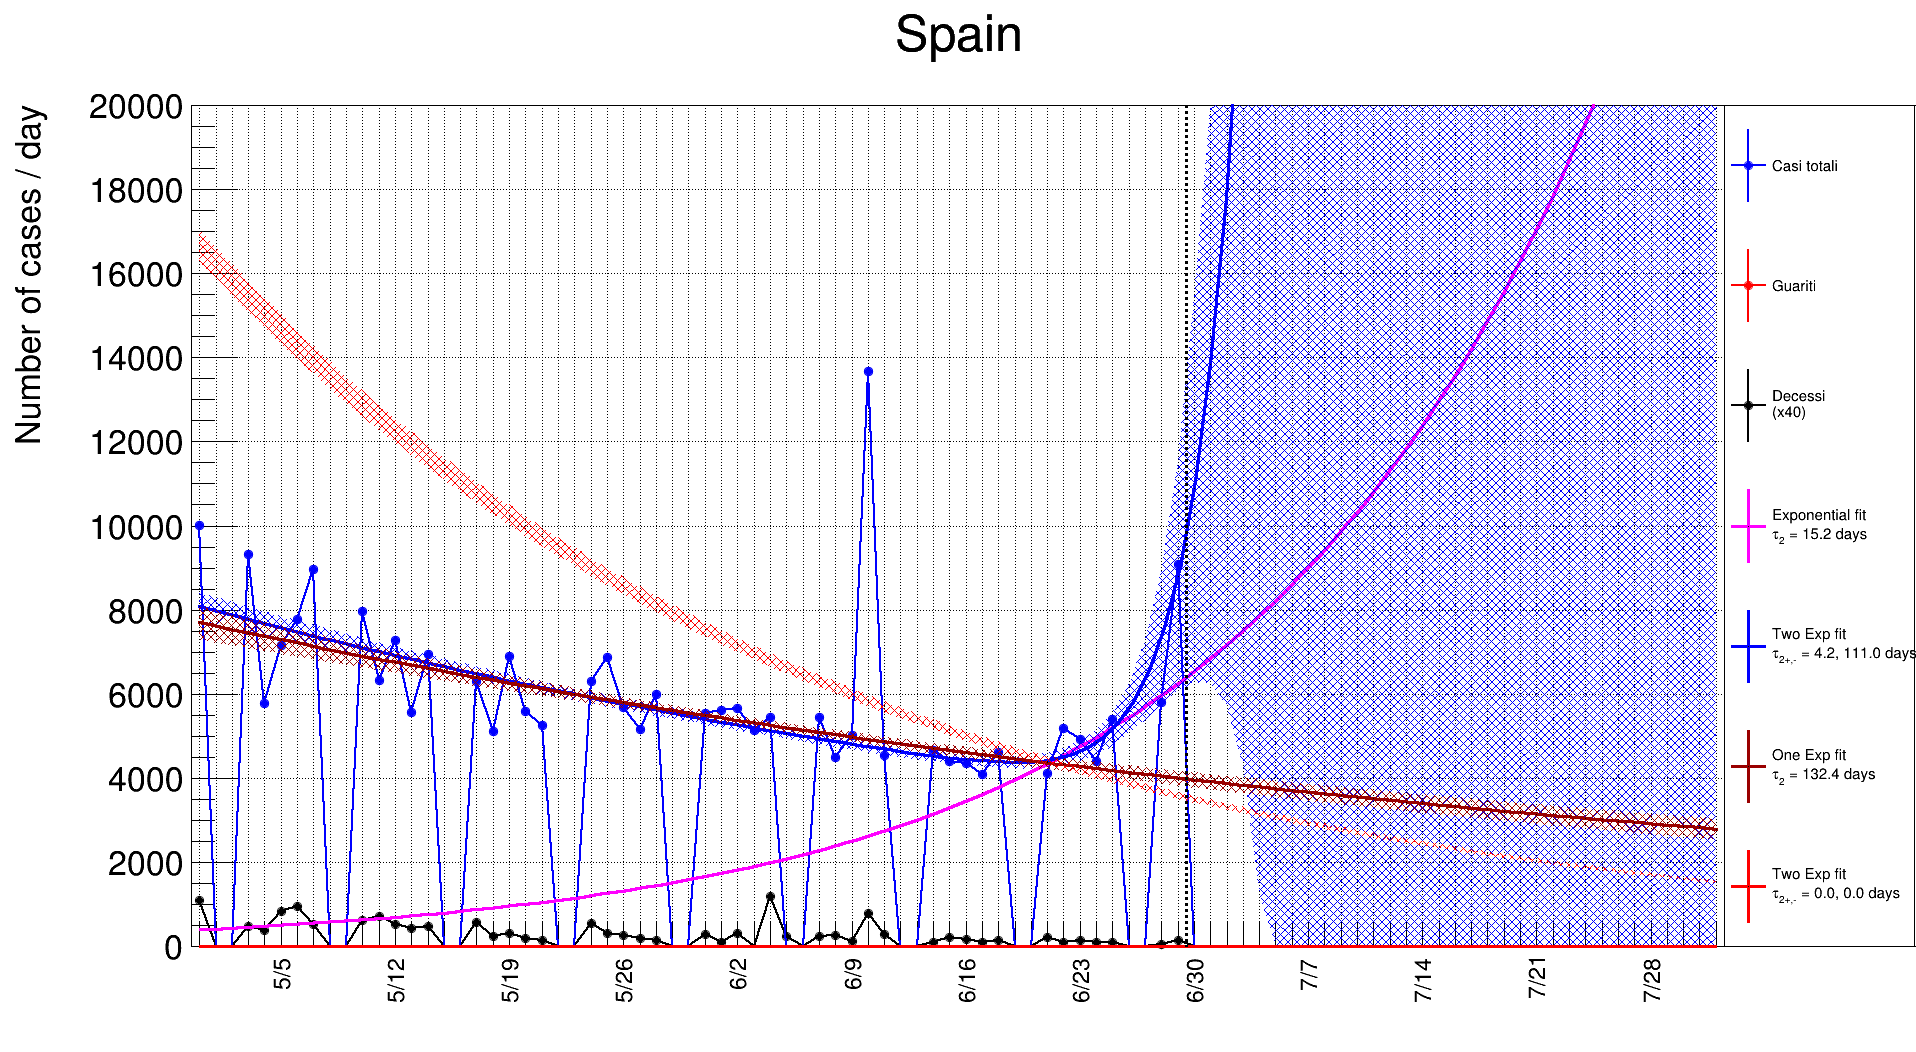 Spain
Number of cases / day
20000
18000
16000
14000
12000
10000
8000
6000
4000
2000
0
5/5
5/12
5/19
5/26
6/2
6/9
6/16
6/23
6/30
7/7
7/14
7/21
7/28
Casi totali
Guariti
Decessi
(x40)
Exponential fit
τ2 = 15.2 days
Two Exp fit
τ2+,- = 4.2, 111.0 days
One Exp fit
τ2 = 132.4 days
Two Exp fit
τ2+,- = 0.0, 0.0 days